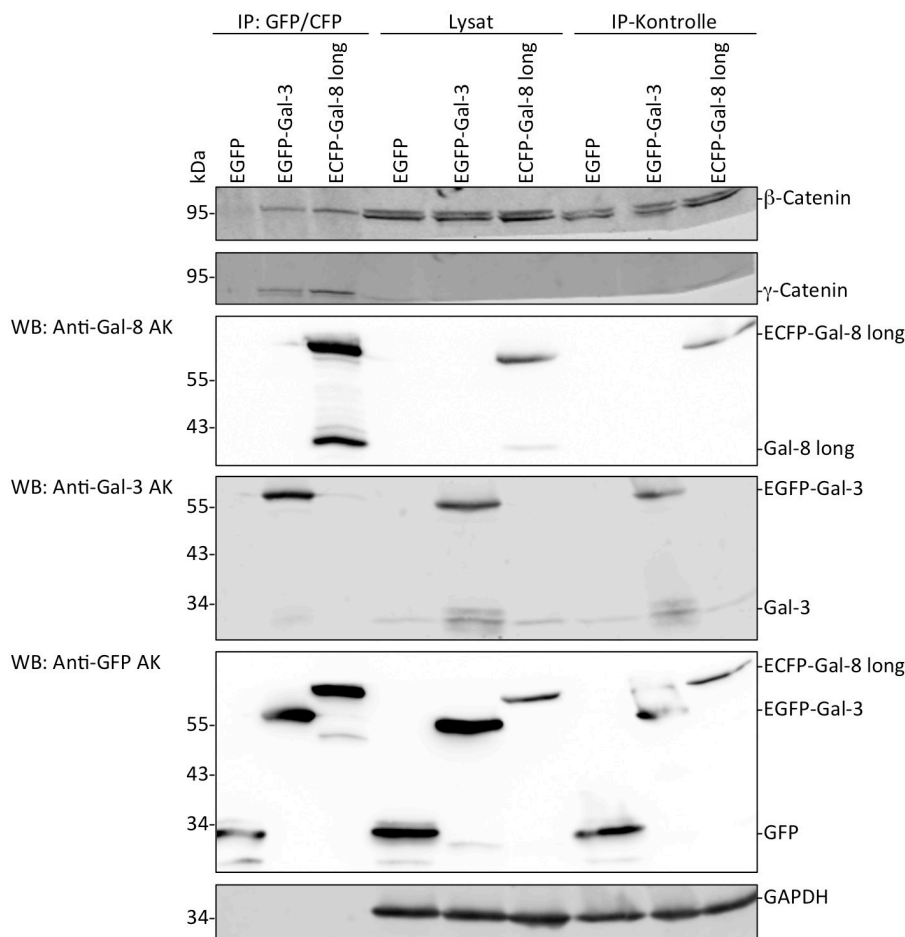 IP: GFP/CFP Lysat IP-Kontrolle
kDa EGFP EGFP-Gal-3 ECFP-Gal-8 long EGFP EGFP-Gal-3 ECFP-Gal-8 long EGFP EGFP-Gal-3 ECFP-Gal-8 long
95- -β-Catenin
95- -γ-Catenin
WB: Anti-Gal-8 AK -ECFP-Gal-8 long
55-
43- -Gal-8 long
WB: Anti-Gal-3 AK -EGFP-Gal-3
55-
43-
34- -Gal-3
WB: Anti-GFP AK -ECFP-Gal-8 long
-EGFP-Gal-3
55-
43-
34- -GFP
-GAPDH
34-